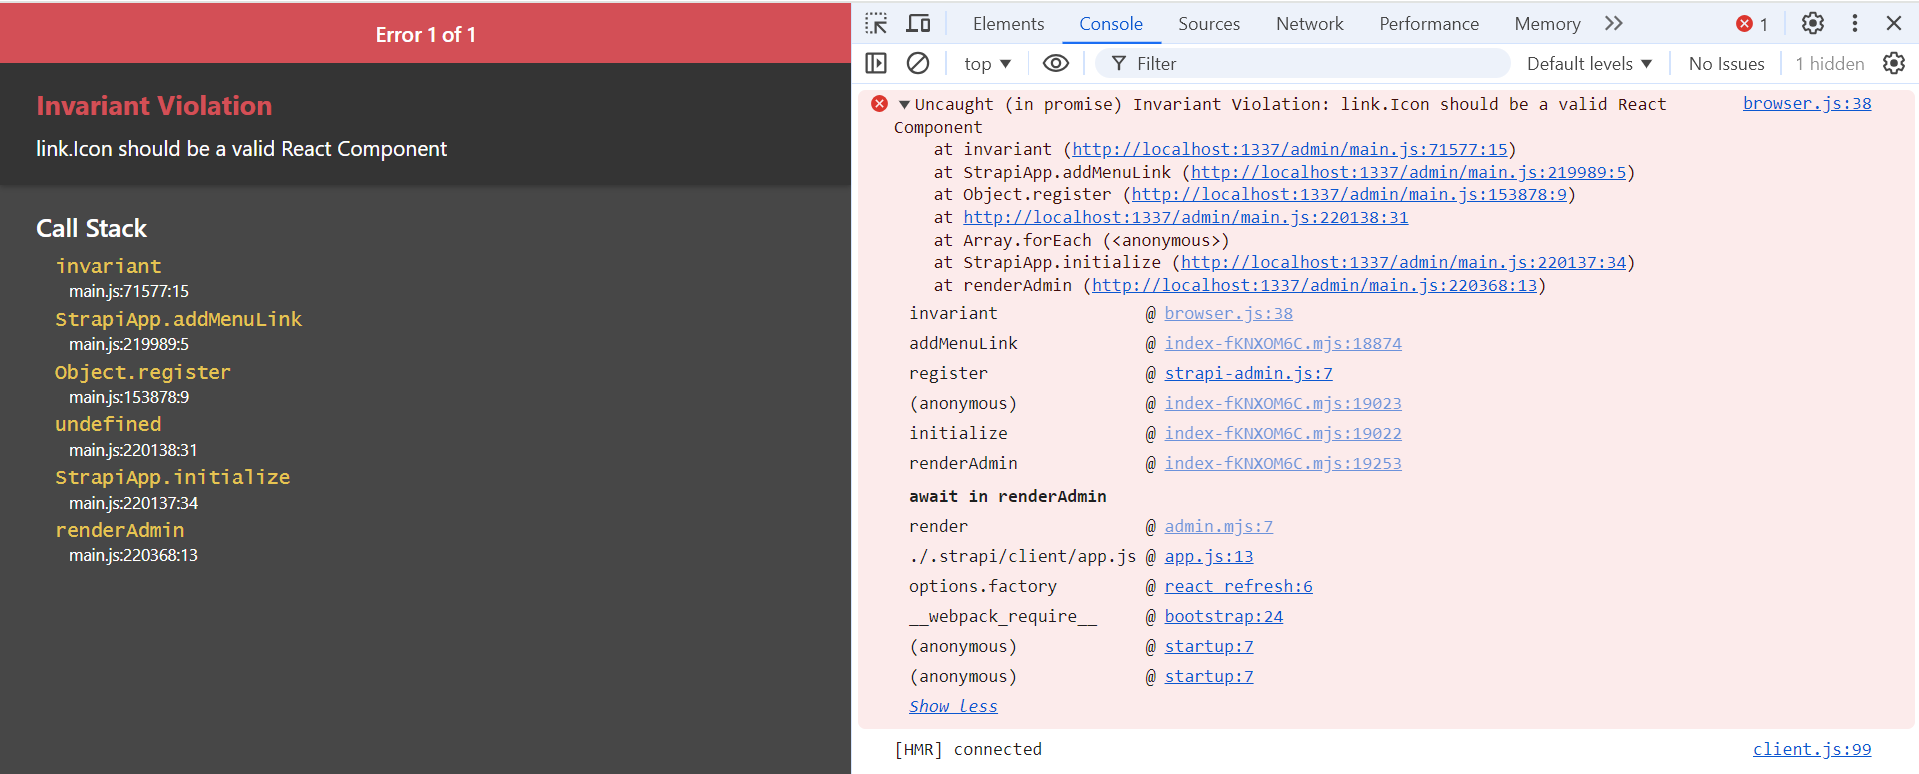 Error 1 of 1
Invariant Violation
link.Icon should be a valid React Component
Call Stack
invariant
main.js:71577:15
StrapiApp.addMenuLink
main.js:219989:5
Object.register
main.js:153878:9
undefined
main.js:220138:31
StrapiApp.initialize
main.js:220137:34
renderAdmin
main.js:220368:13
Elements Console Sources Network Performance Memory 1
top Filter Default levels No Issues 1 hidden
Uncaught (in promise) Invariant Violation: link.Icon should be a valid React browser.js:38
Component
at invariant (http://localhost:1337/admin/main.js:71577:15)
at StrapiApp.addMenuLink (http://localhost:1337/admin/main.js:219989:5)
at Object.register (http://localhost:1337/admin/main.js:153878:9)
at http://localhost:1337/admin/main.js:220138:31
at Array.forEach (<anonymous>)
at StrapiApp.initialize (http://localhost:1337/admin/main.js:220137:34)
at renderAdmin (http://localhost:1337/admin/main.js:220368:13)
invariant @ browser.js:38
addMenuLink @ index-fKNXOM6C.mjs:18874
register @ strapi-admin.js:7
(anonymous) @ index-fKNXOM6C.mjs:19023
initialize @ index-fKNXOM6C.mjs:19022
renderAdmin @ index-fKNXOM6C.mjs:19253
await in renderAdmin
render @ admin.mjs:7
./.strapi/client/app.js @ app.js:13
options.factory @ react refresh:6
__webpack_require__ @ bootstrap:24
(anonymous) @ startup:7
(anonymous) @ startup:7
Show less
[HMR] connected client.js:99